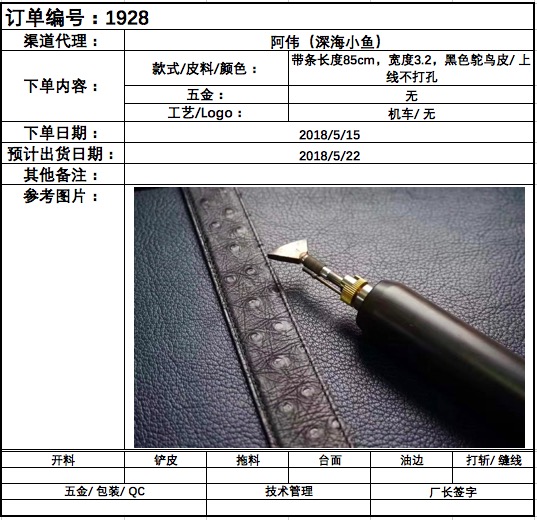 订单编号：1928
渠道代理：
阿伟（深海小鱼）
下单内容：
款式/皮料/颜色：
带条长度85cm，宽度3.2，黑色鸵鸟皮/ 上
线不打孔
五金：
无
工艺/Logo：
机车/ 无
下单日期：
2018/5/15
预计出货日期：
2018/5/22
其他备注：
参考图片：
开料
铲皮
拖料
台面
油边
打斩/ 缝线
五金/ 包装/ QC
技术管理
厂长签字